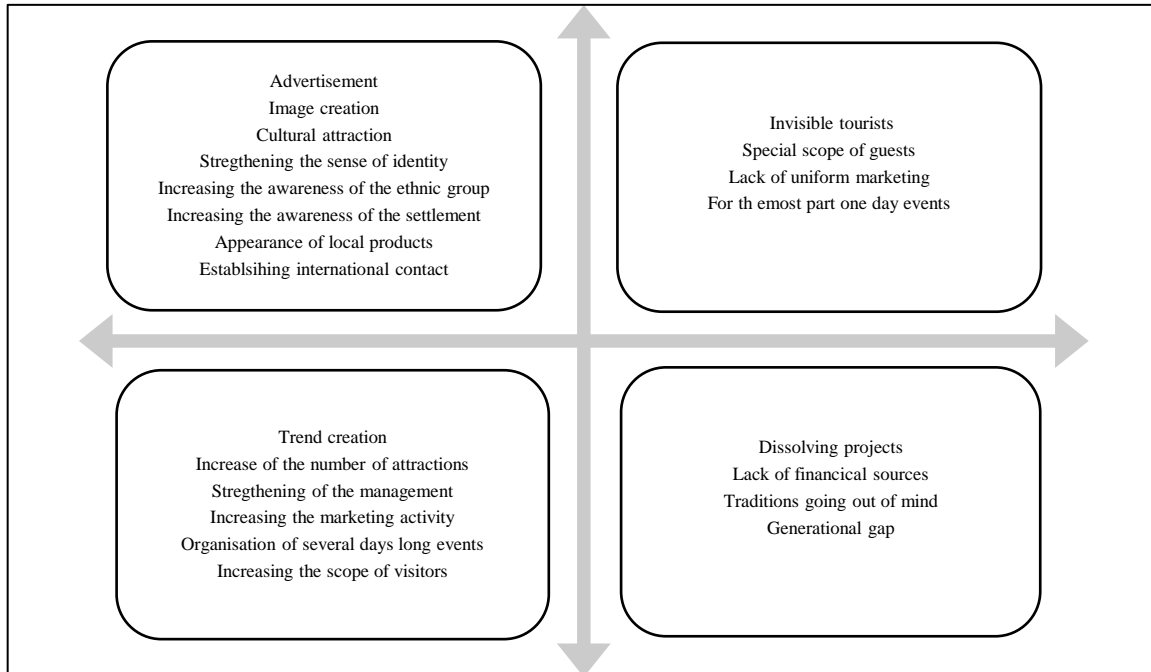 Advertisement
Image creation
Cultural attraction
Stregthening the sense of identity
Increasing the awareness of the ethnic group
Increasing the awareness of the settlement
Appearance of local products
Establsihing international contact
Invisible tourists
Special scope of guests
Lack of uniform marketing
For th emost part one day events
Trend creation
Increase of the number of attractions
Stregthening of the management
Increasing the marketing activity
Organisation of several days long events
Increasing the scope of visitors
Dissolving projects
Lack of financical sources
Traditions going out of mind
Generational gap